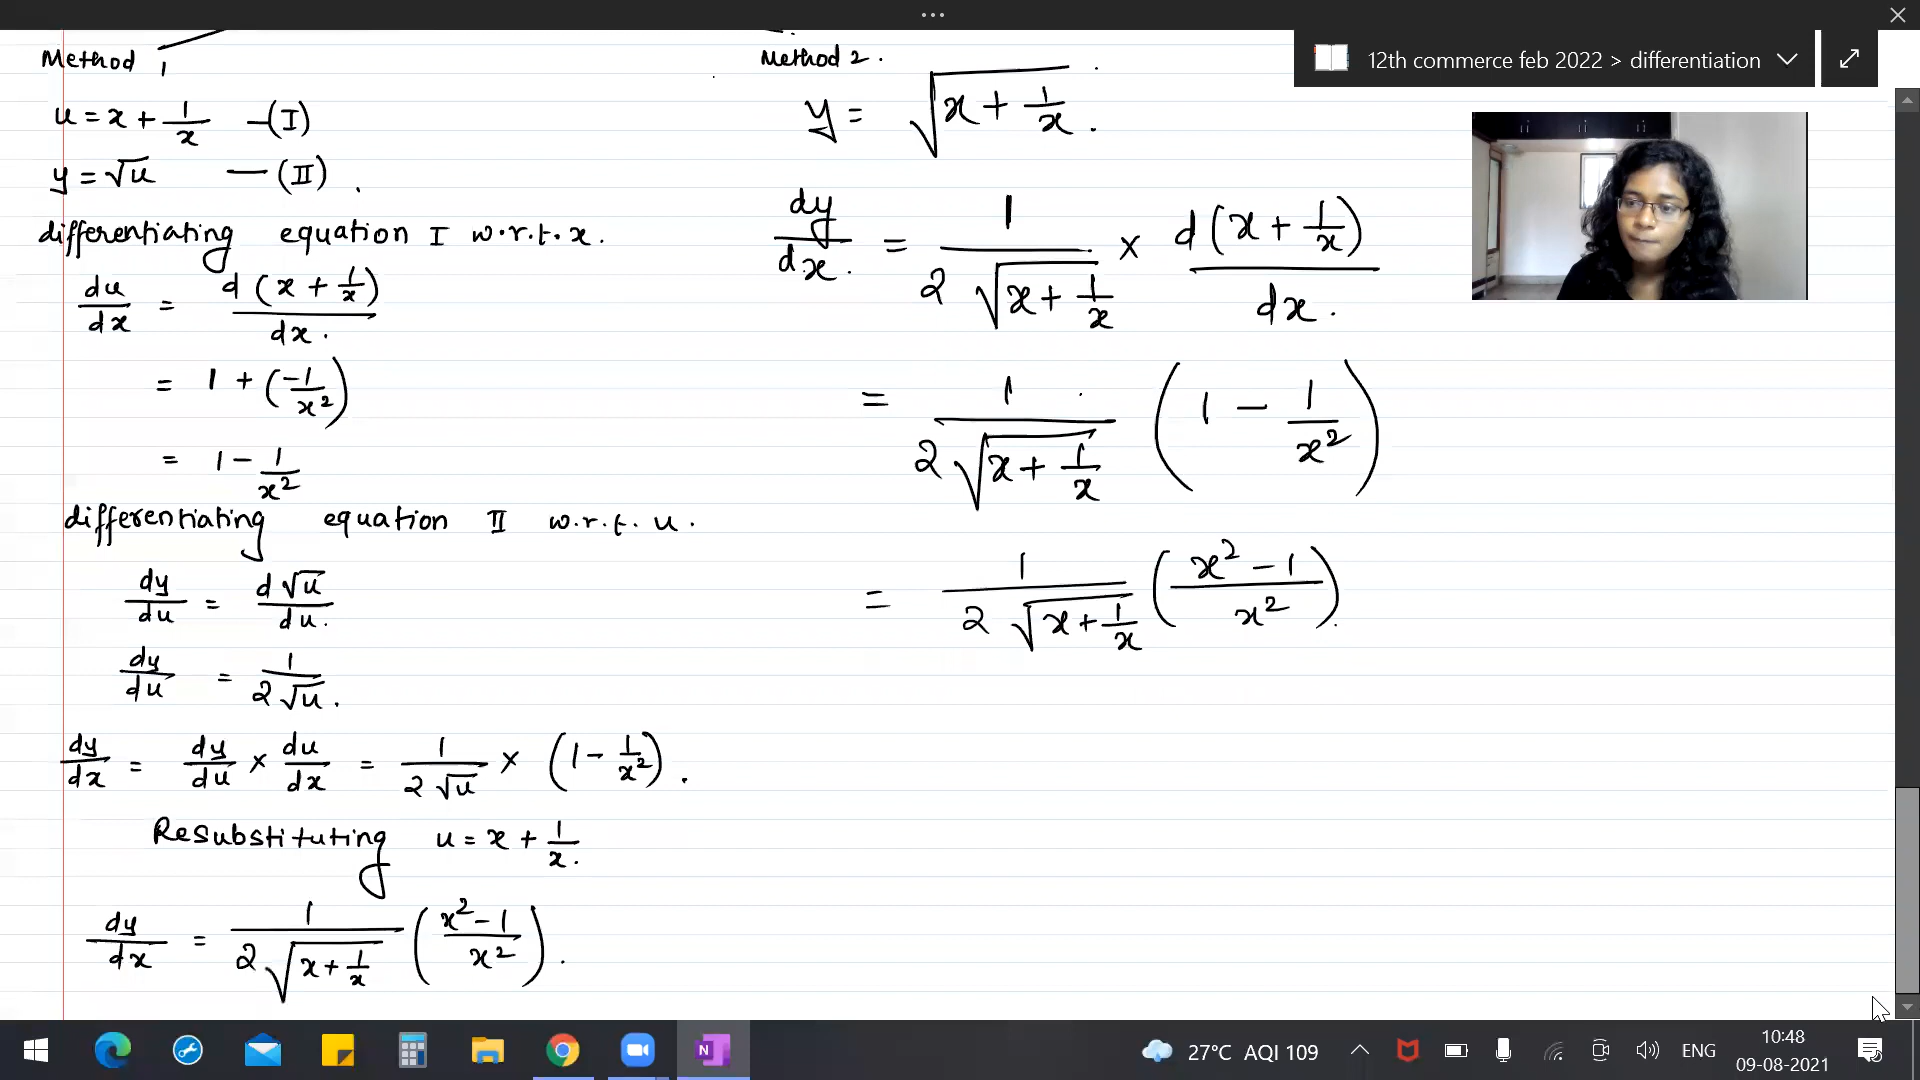 12th commerce feb 2022 > differentiation
Method 1
u = x + 1/x —(I)
y = √u —(II).
differentiating equation I w.r.t. x.
du/dx = d(x + 1/x)/dx.
= 1 + (-1/x²)
= 1 - 1/x²
differentiating equation II w.r.t. u.
dy/du = d√u/du.
dy/du = 1/2√u.
dy/dx = dy/du × du/dx = 1/2√u × (1 - 1/x²).
Resubstituting u = x + 1/x.
dy/dx = 1/2√(x + 1/x) (x² - 1/x²).
Method 2.
y = √(x + 1/x).
dy/dx. = 1/2√(x + 1/x) × d(x + 1/x)/dx.
= 1/2√(x + 1/x) (1 - 1/x²)
= 1/2√(x + 1/x) (x² - 1/x²).
N
27°C AQI 109
ENG
10:48
09-08-2021